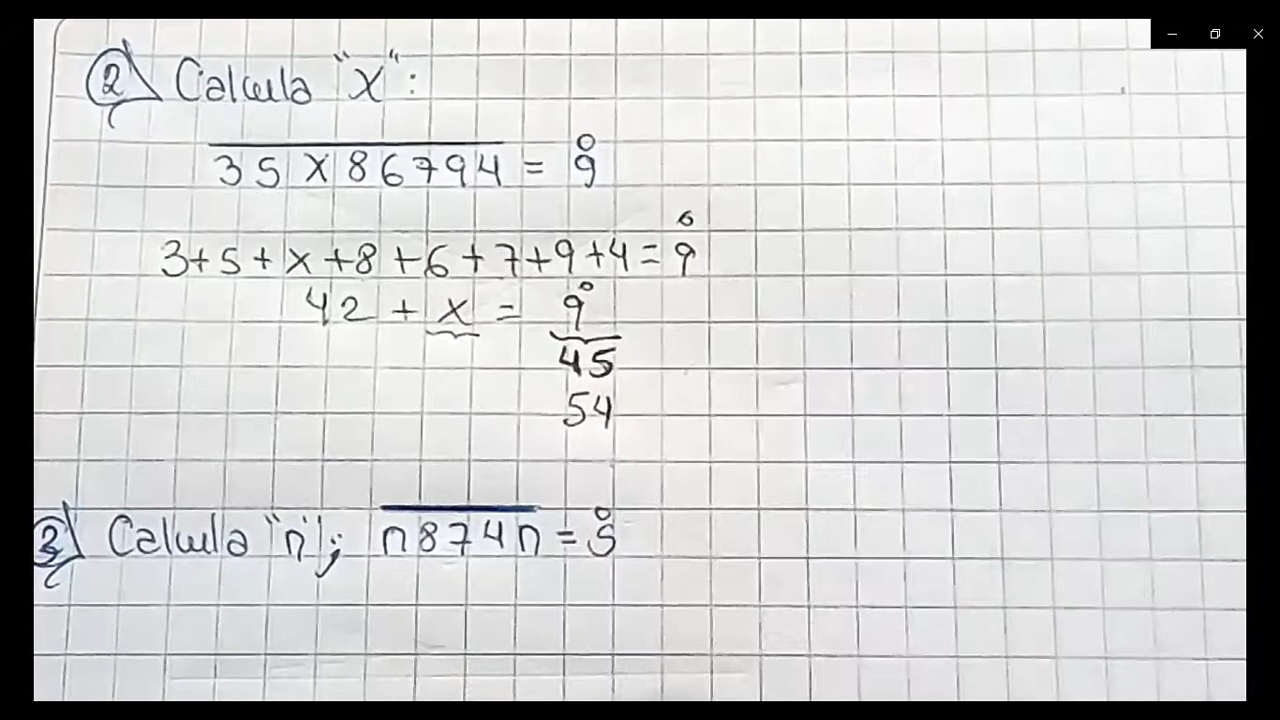 2) Calcula "x":
35x86794 = 9°
3+5+x+8+6+7+9+4=9°
42 + x = 9°
45
54
3) Calcula "n"; n874n = 5°